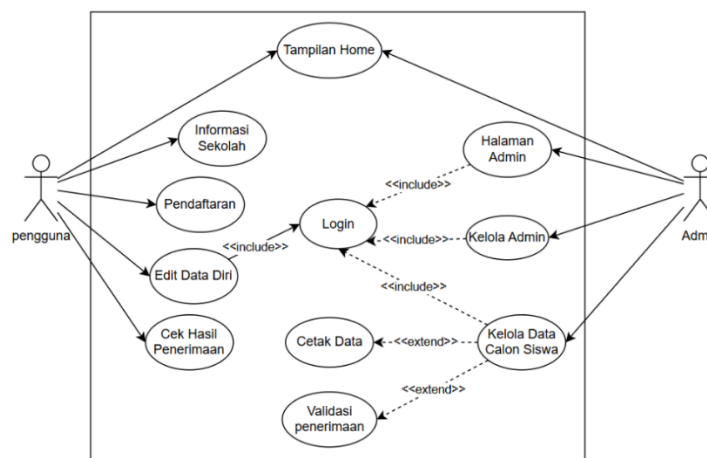 Tampilan Home
Informasi
Sekolah
Halaman
Admin
<<include>>
Pendaftaran
pengguna
Login
Adm
<<include>>
<<include>>
Kelola Admin
Edit Data Diri
<<include>>
Cek Hasil
Penerimaan
Cetak Data
<<extend>>
Kelola Data
Calon Siswa
<<extend>>
Validasi
penerimaan